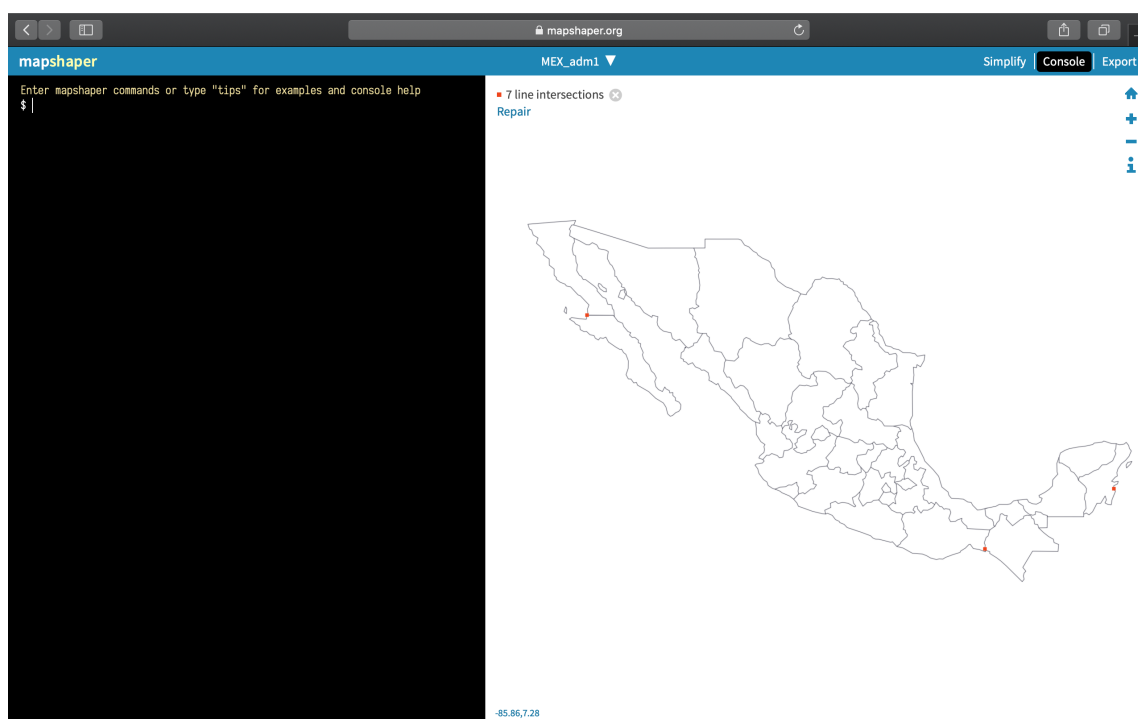 mapshaper.org
mapshaper
MEX_adm1 ▼
Simplify | Console | Export
Enter mapshaper commands or type "tips" for examples and console help
$
7 line intersections
Repair
-85.86,7.28